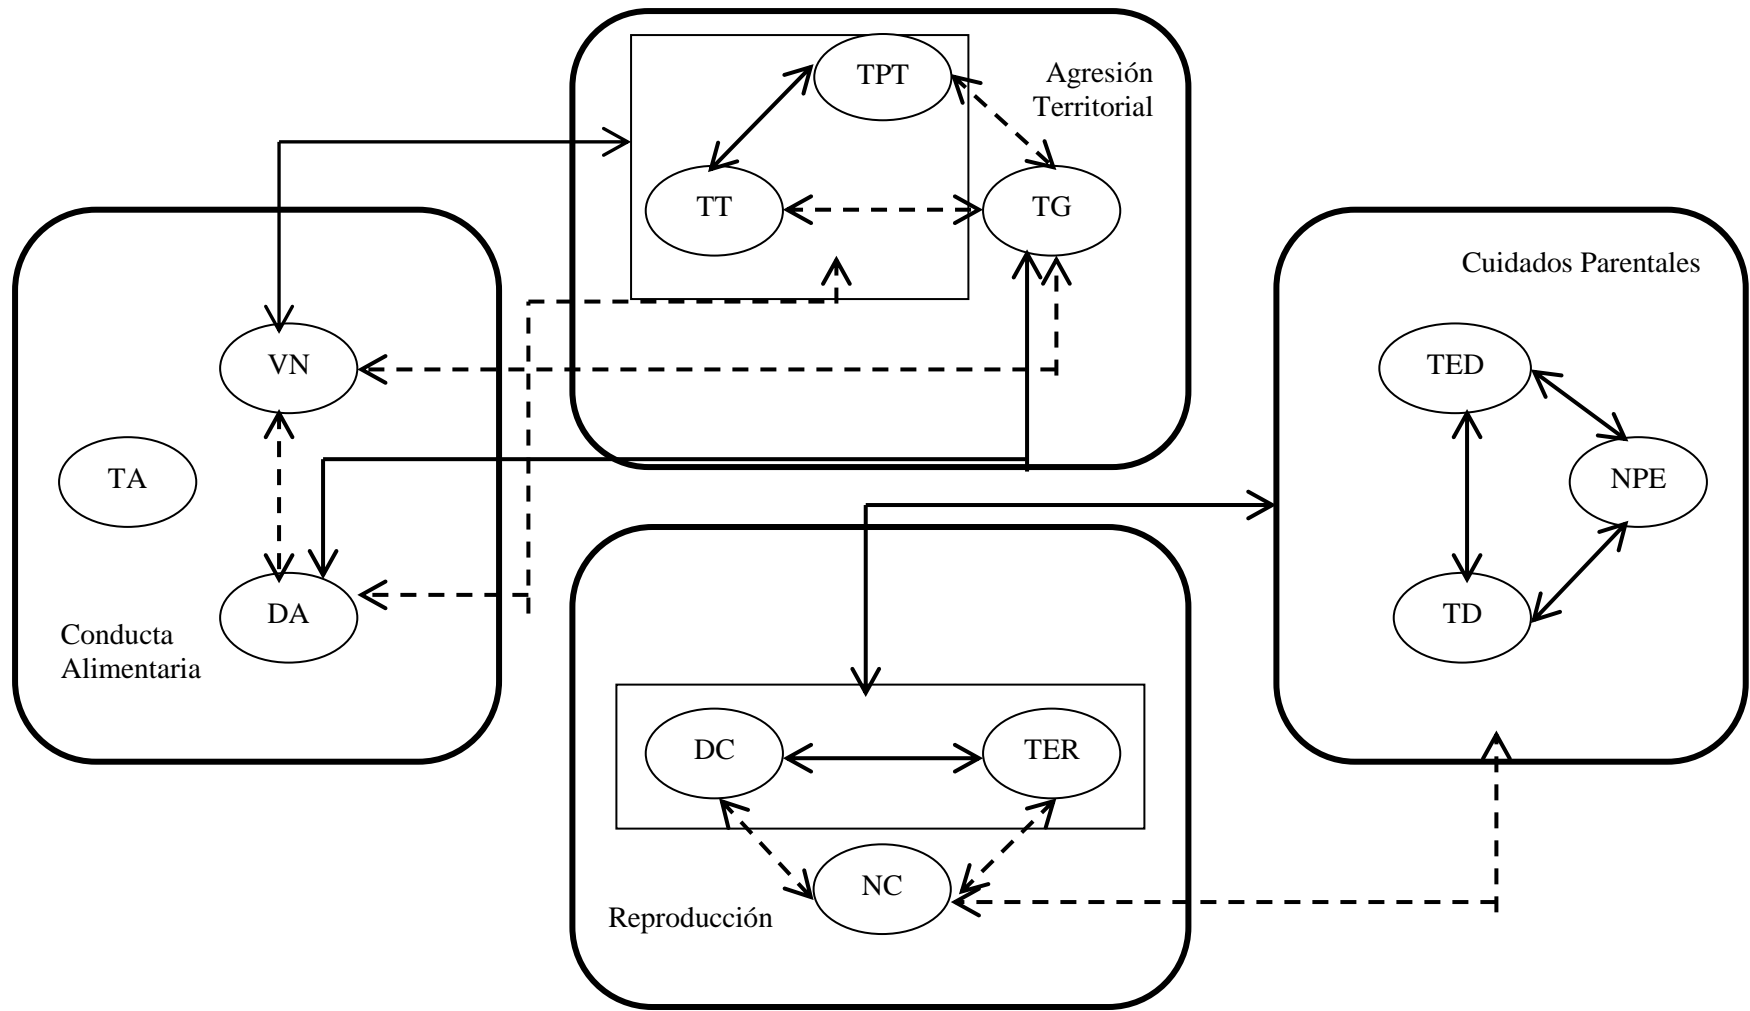 TPT
Agresión
Territorial
TT
TG
Cuidados Parentales
VN
TED
TA
NPE
DA
TD
Conducta
Alimentaria
DC
TER
NC
Reproducción